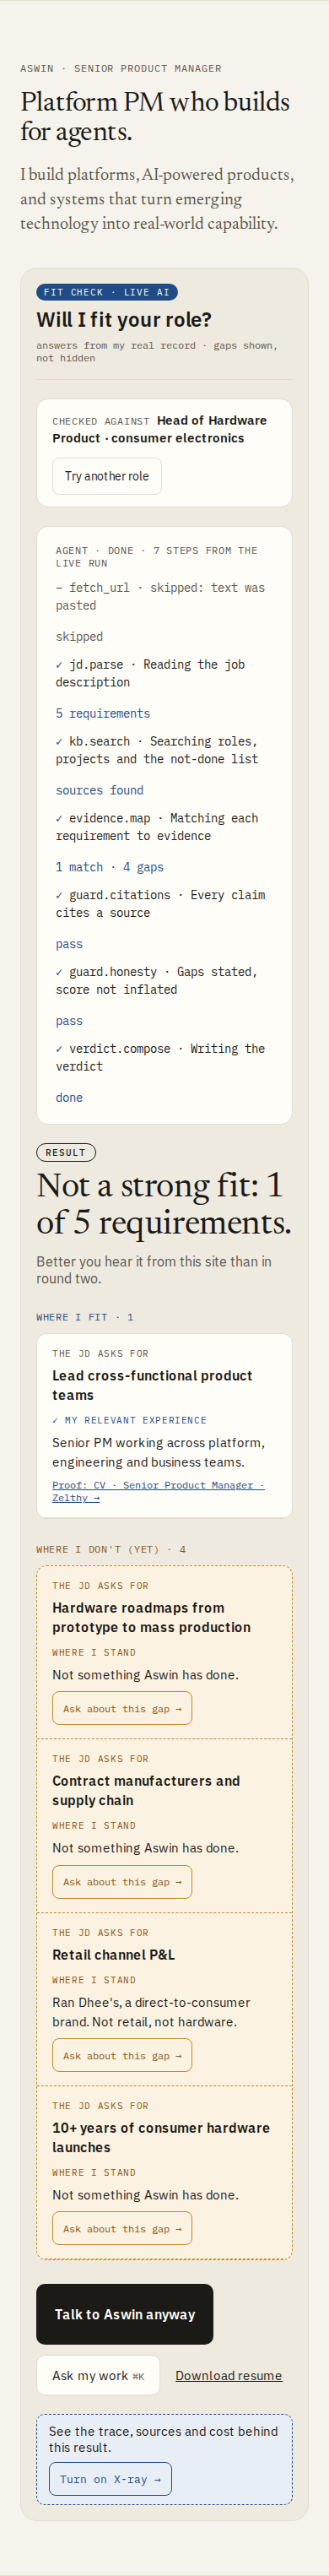 ASWIN · SENIOR PRODUCT MANAGER
Platform PM who builds
for agents.
I build platforms, AI-powered products,
and systems that turn emerging
technology into real-world capability.
FIT CHECK · LIVE AI
Will I fit your role?
answers from my real record · gaps shown,
not hidden
CHECKED AGAINST Head of Hardware
Product · consumer electronics
Try another role
AGENT · DONE · 7 STEPS FROM THE
LIVE RUN
– fetch_url · skipped: text was
pasted
skipped
✓ jd.parse · Reading the job
description
5 requirements
✓ kb.search · Searching roles,
projects and the not-done list
sources found
✓ evidence.map · Matching each
requirement to evidence
1 match · 4 gaps
✓ guard.citations · Every claim
cites a source
pass
✓ guard.honesty · Gaps stated,
score not inflated
pass
✓ verdict.compose · Writing the
verdict
done
RESULT
Not a strong fit: 1
of 5 requirements.
Better you hear it from this site than in
round two.
WHERE I FIT · 1
THE JD ASKS FOR
Lead cross-functional product
teams
✓ MY RELEVANT EXPERIENCE
Senior PM working across platform,
engineering and business teams.
Proof: CV · Senior Product Manager ·
Zelthy →
WHERE I DON'T (YET) · 4
THE JD ASKS FOR
Hardware roadmaps from
prototype to mass production
WHERE I STAND
Not something Aswin has done.
Ask about this gap →
THE JD ASKS FOR
Contract manufacturers and
supply chain
WHERE I STAND
Not something Aswin has done.
Ask about this gap →
THE JD ASKS FOR
Retail channel P&L
WHERE I STAND
Ran Dhee's, a direct-to-consumer
brand. Not retail, not hardware.
Ask about this gap →
THE JD ASKS FOR
10+ years of consumer hardware
launches
WHERE I STAND
Not something Aswin has done.
Ask about this gap →
Talk to Aswin anyway
Ask my work ⌘K
Download resume
See the trace, sources and cost behind
this result.
Turn on X-ray →